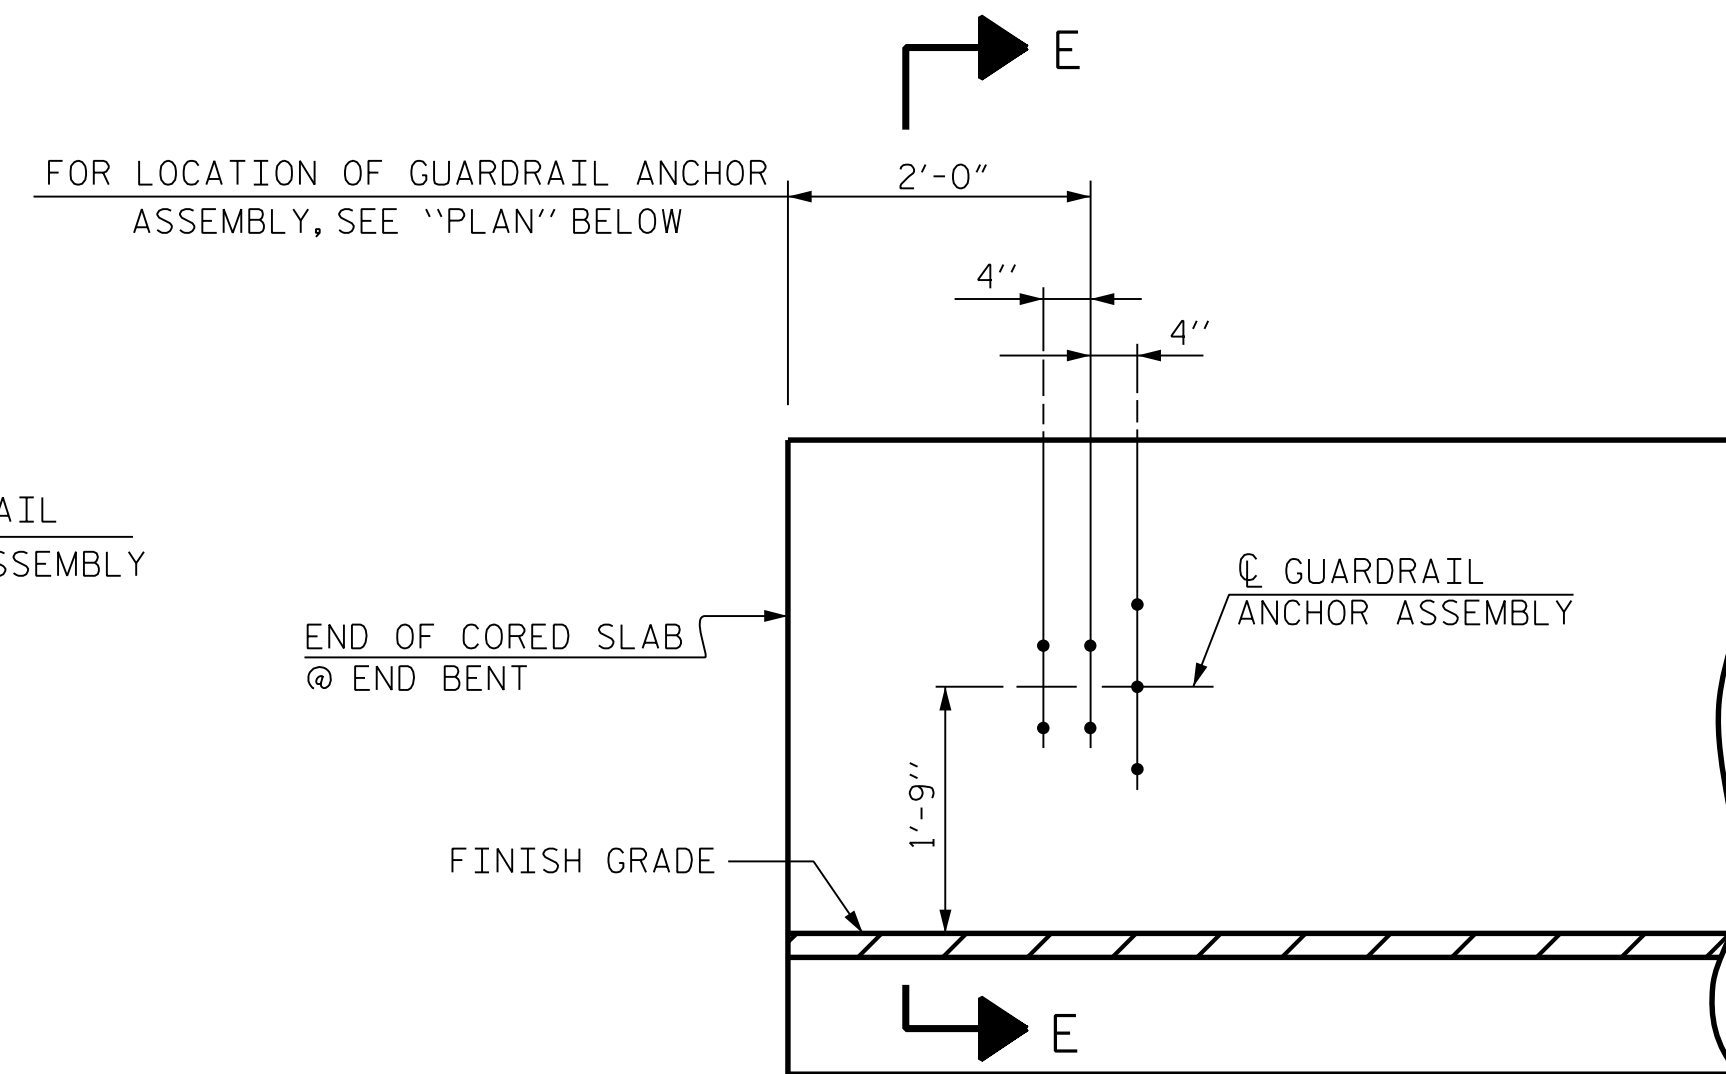 E
FOR LOCATION OF GUARDRAIL ANCHOR
ASSEMBLY, SEE ‵‵PLAN′′ BELOW
2′-0″
4′′
4′′
AIL
SSEMBLY
℄ GUARDRAIL
ANCHOR ASSEMBLY
END OF CORED SLAB
@ END BENT
1′-9′′
FINISH GRADE
E